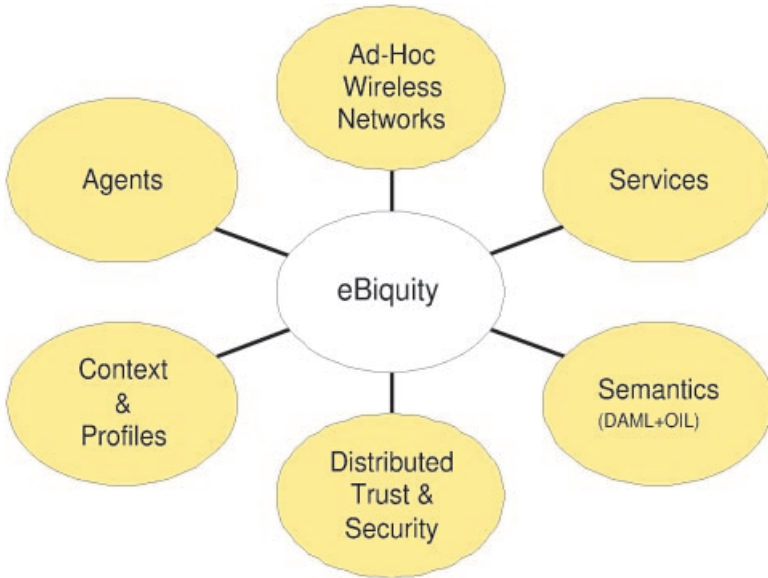 Ad-Hoc
Wireless
Networks
Agents
Services
eBiquity
Context
&
Profiles
Semantics
(DAML+OIL)
Distributed
Trust &
Security